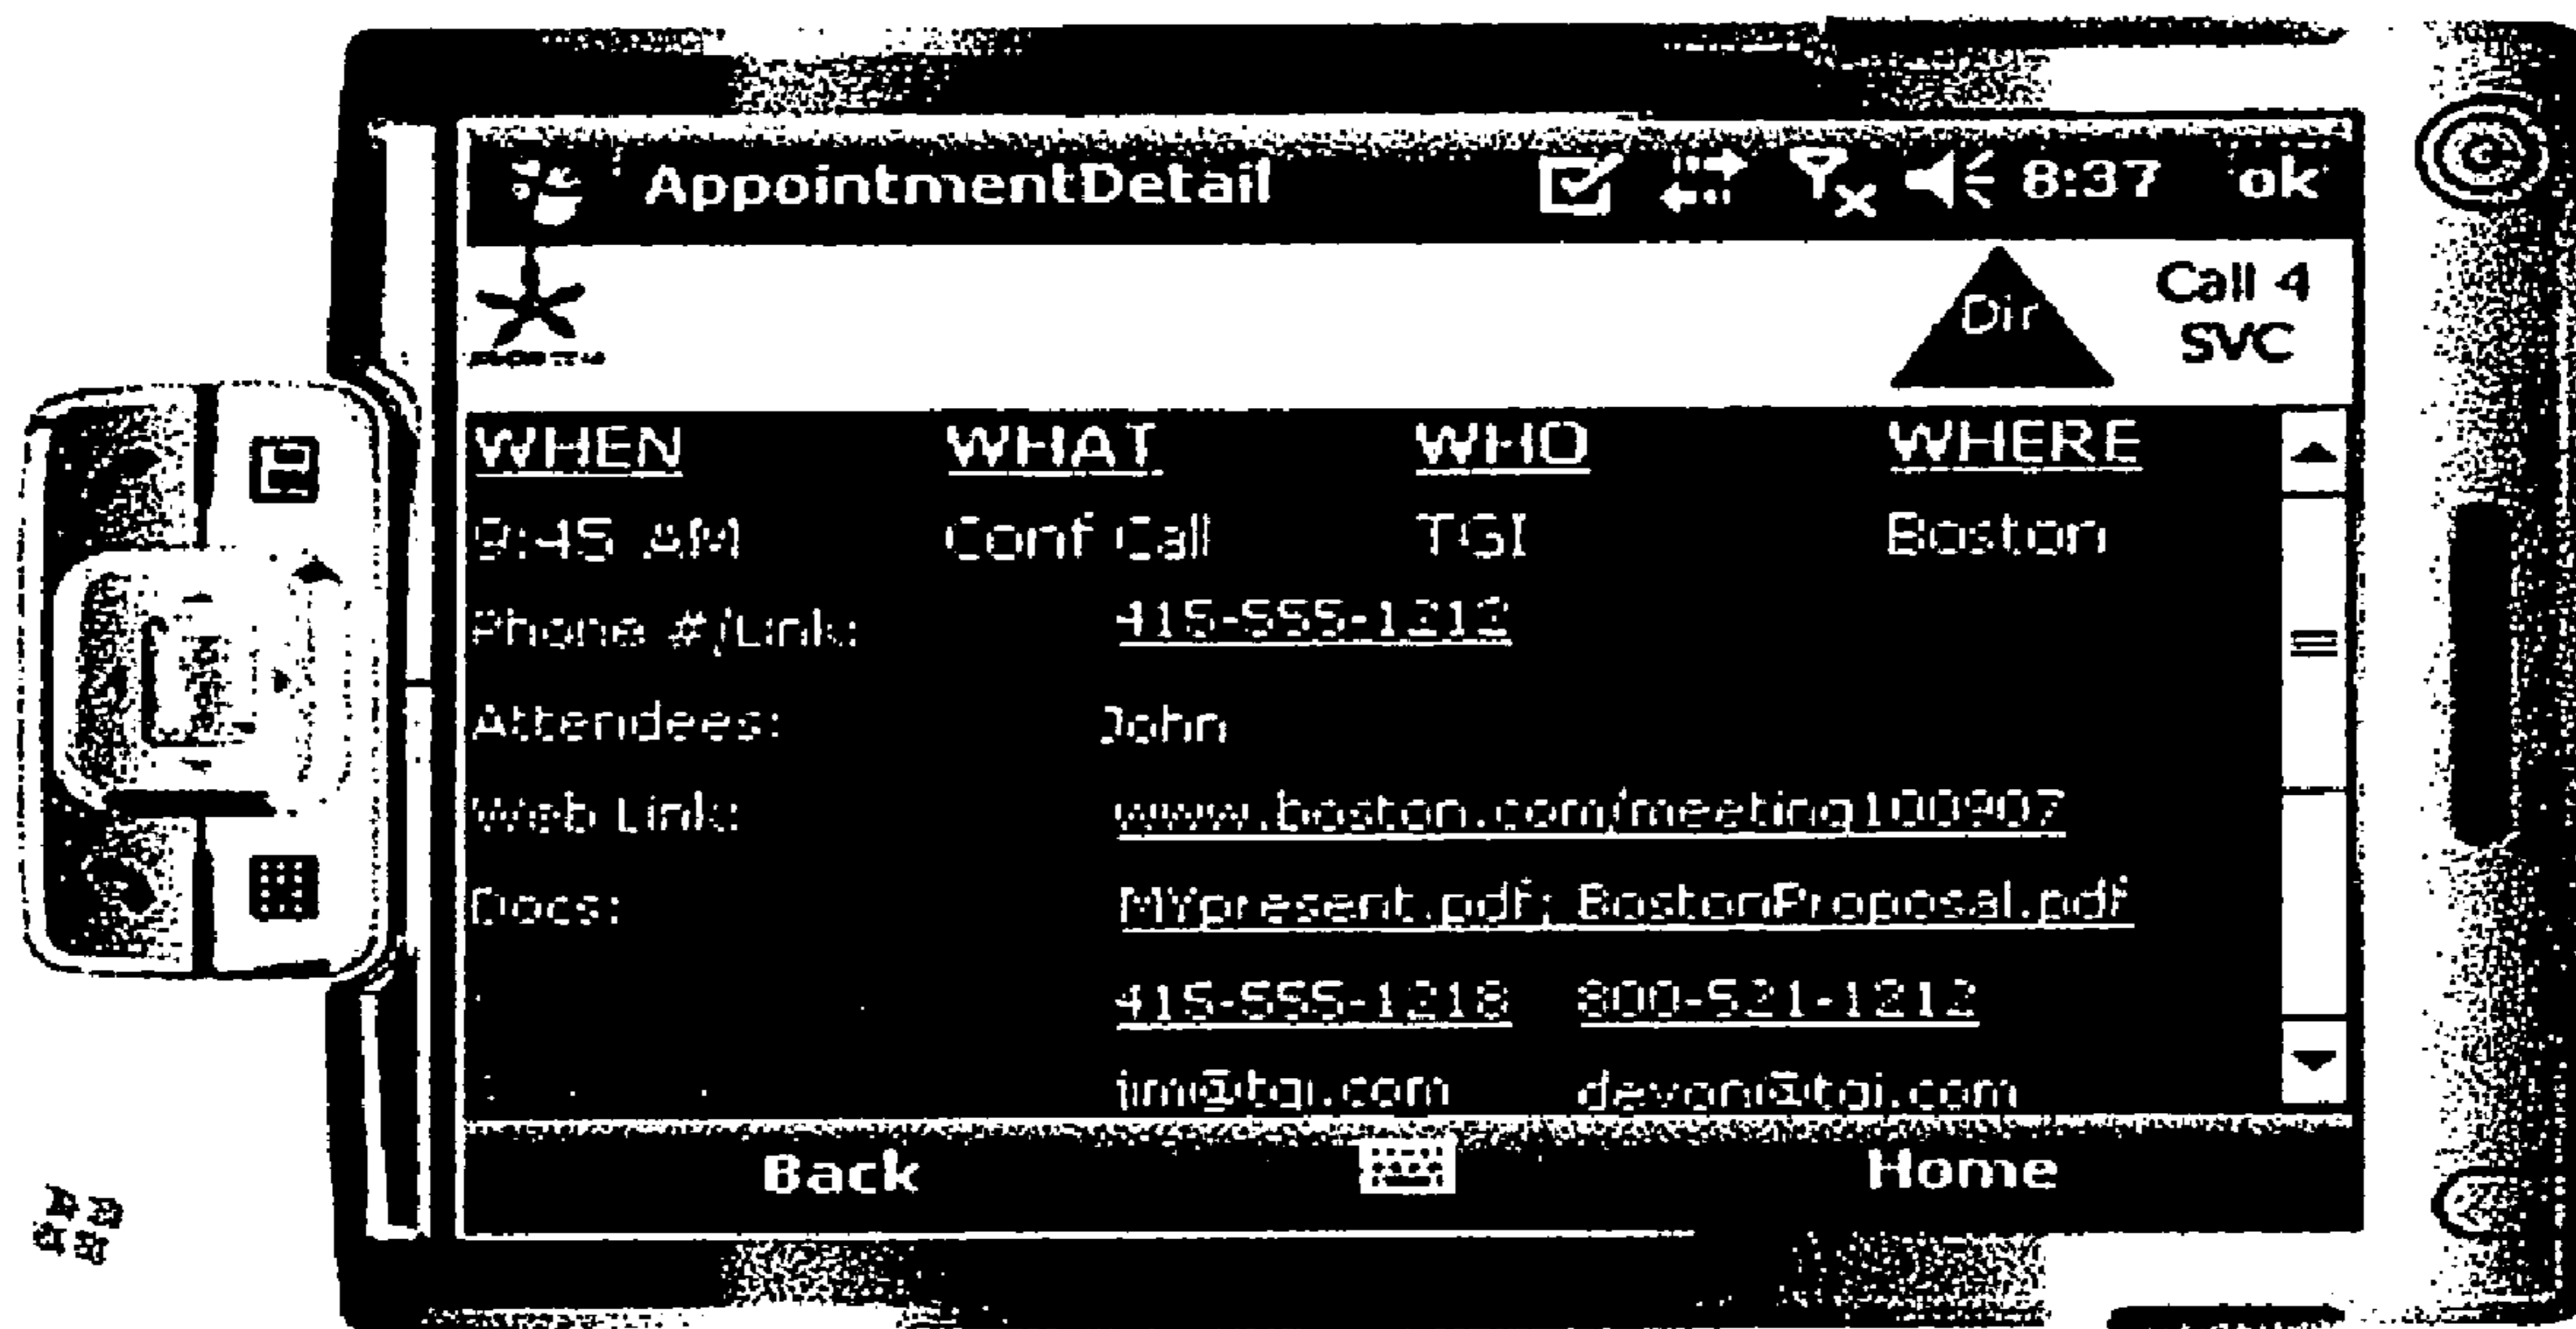 AppointmentDetail 8:37 ok
Dir Call 4 SVC
WHEN WHAT WHO WHERE
9:45 AM Conf Call TGI Boston
Phone #/Link: 415-555-1212
Attendees: John
Web Link: www.boston.com/meeting100907
Docs: MYpresent.pdf; BostonProposal.pdf
415-555-1218 800-521-1212
jim@tgi.com devon@tgi.com
Back Home